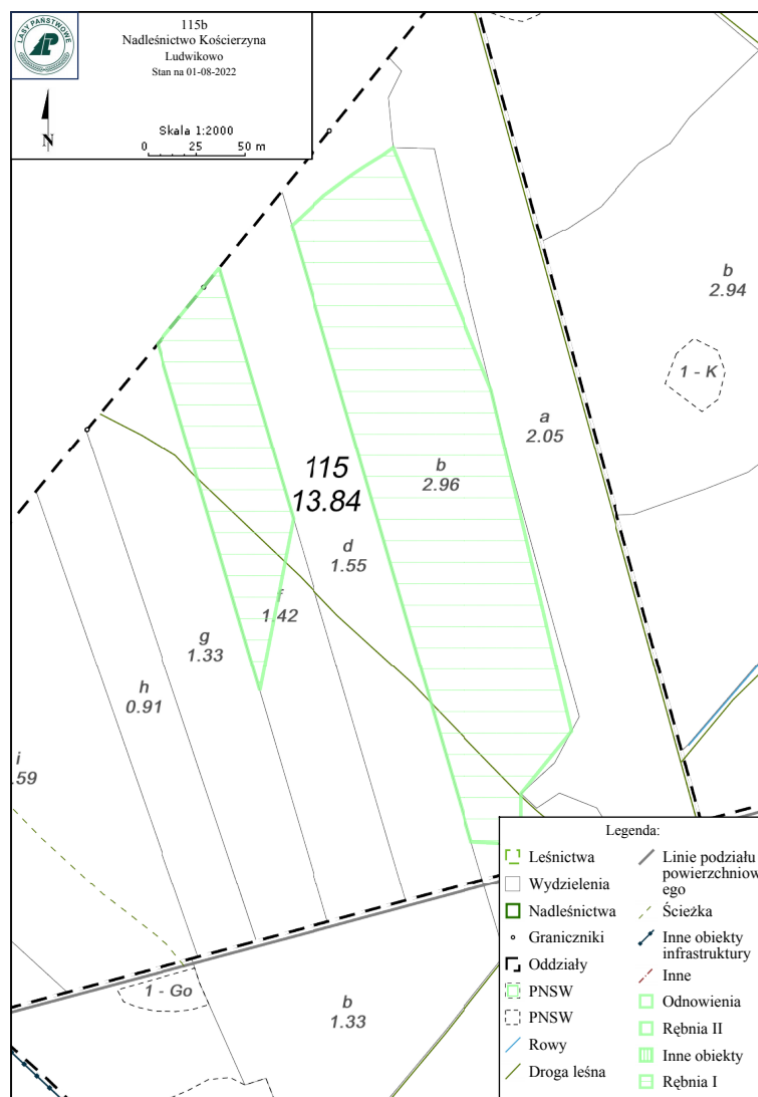 LASY PAŃSTWOWE
115b
Nadleśnictwo Kościerzyna
Ludwikowo
Stan na 01-08-2022
N
Skala 1:2000
0 25 50 m
b
2.94
1 - K
a
2.05
115
13.84
b
2.96
d
1.55
f
1.42
g
1.33
h
0.91
i
.59
1 - Go
b
1.33
Legenda:
Leśnictwa
Wydzielenia
Nadleśnictwa
Graniczniki
Oddziały
PNSW
PNSW
Rowy
Droga leśna
Linie podziału
powierzchniow
ego
Ścieżka
Inne obiekty
infrastruktury
Inne
Odnowienia
Rębnia II
Inne obiekty
Rębnia I